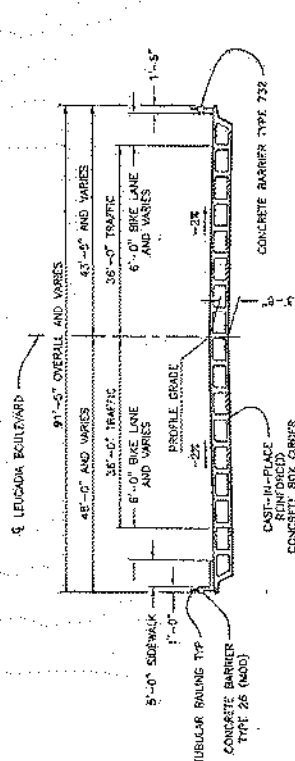 ℄ LEUCADIA BOULEVARD
91'-5" OVERALL AND VARIES
48'-0" AND VARIES
43'-5" AND VARIES
36'-0" TRAFFIC
36'-0" TRAFFIC
5'-0" SIDEWALK
1'-0"
BIKE LANE
AND VARIES
6'-0" BIKE LANE
AND VARIES
1'-5"
PROFILE GRADE
-2%
-2%
TUBULAR RAILING TYP
CONCRETE BARRIER
TYPE 26 (MOD)
CAST-IN-PLACE
REINFORCED
CONCRETE BOX GIRDER
CONCRETE BARRIER TYPE 732